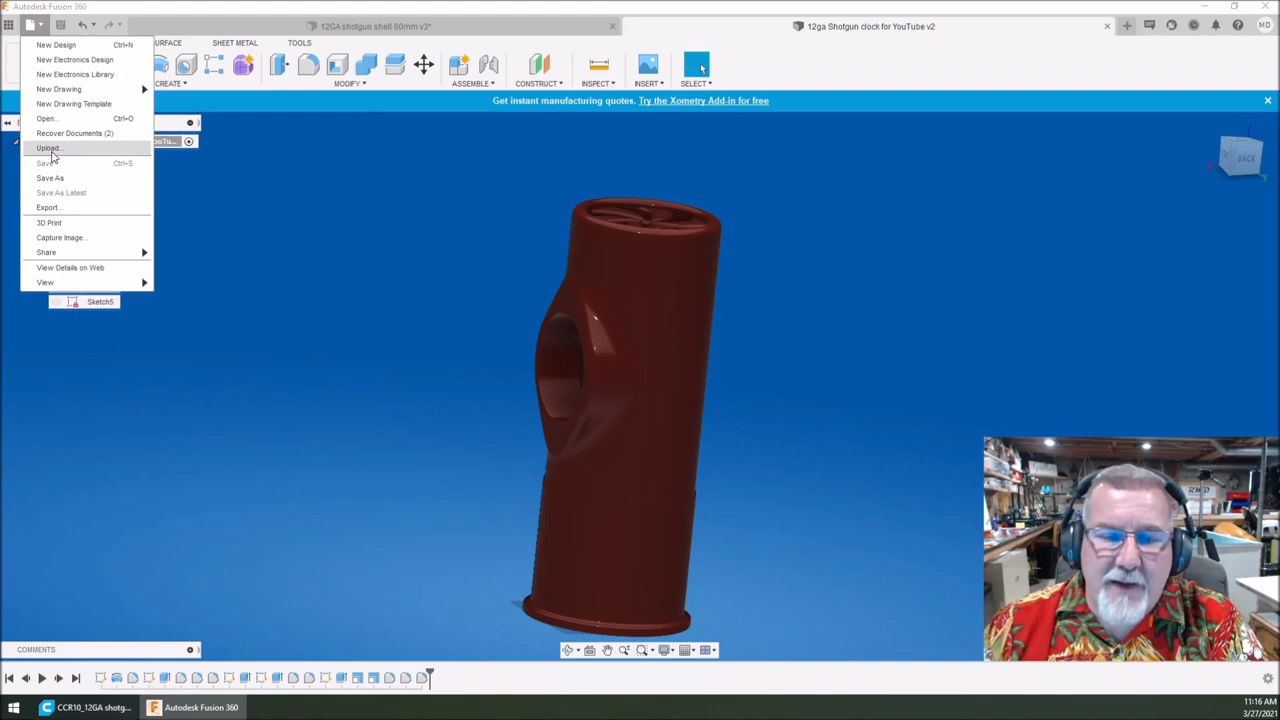 Autodesk Fusion 360
12GA shotgun shell 60mm v3*
12ga Shotgun clock for YouTube v2
MD
SURFACE
SHEET METAL
TOOLS
CREATE
MODIFY
ASSEMBLE
CONSTRUCT
INSPECT
INSERT
SELECT
Get instant manufacturing quotes. Try the Xometry Add-in for free
New Design Ctrl+N
New Electronics Design
New Electronics Library
New Drawing
New Drawing Template
Open... Ctrl+O
Recover Documents (2)
Upload...
Save Ctrl+S
Save As
Save As Latest
Export...
3D Print
Capture Image...
Share
View Details on Web
View
YouTu...
Sketch5
BACK
COMMENTS
CCR10_12GA shotg...
Autodesk Fusion 360
11:16 AM
3/27/2021